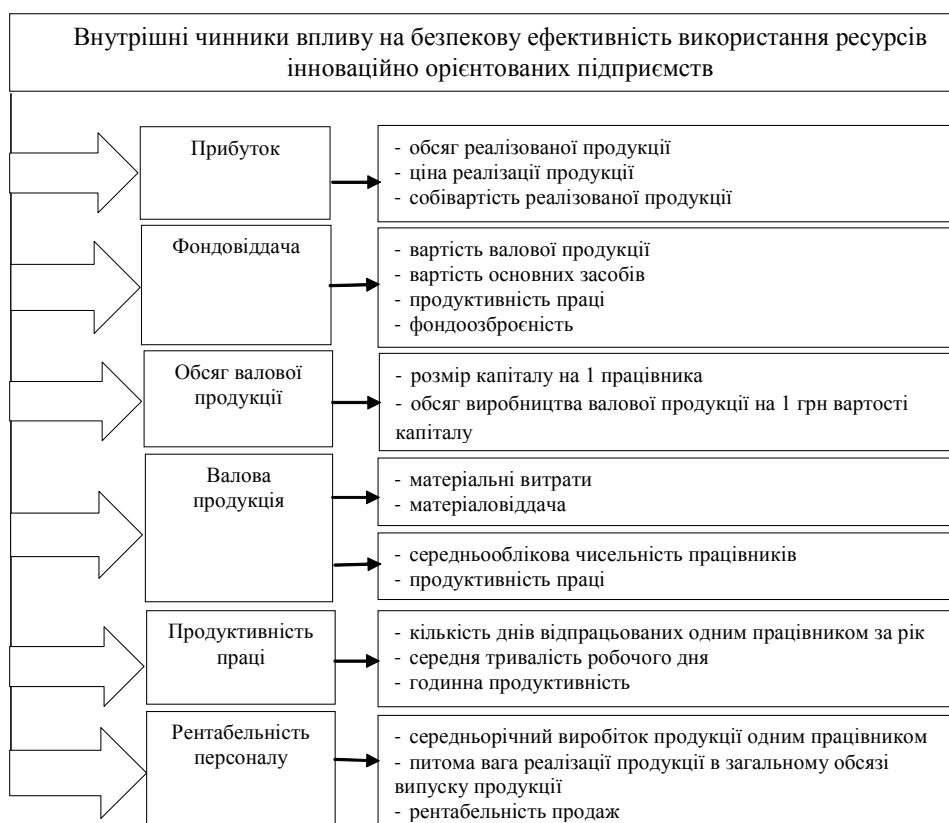 Внутрішні чинники впливу на безпекову ефективність використання ресурсів
інноваційно орієнтованих підприємств
Прибуток
- обсяг реалізованої продукції
- ціна реалізації продукції
- собівартість реалізованої продукції
Фондовіддача
- вартість валової продукції
- вартість основних засобів
- продуктивність праці
- фондоозброєність
Обсяг валової
продукції
- розмір капіталу на 1 працівника
- обсяг виробництва валової продукції на 1 грн вартості
капіталу
Валова
продукція
- матеріальні витрати
- матеріаловіддача
- середньооблікова чисельність працівників
- продуктивність праці
Продуктивність
праці
- кількість днів відпрацьованих одним працівником за рік
- середня тривалість робочого дня
- годинна продуктивність
Рентабельність
персоналу
- середньорічний виробіток продукції одним працівником
- питома вага реалізації продукції в загальному обсязі
випуску продукції
- рентабельність продаж